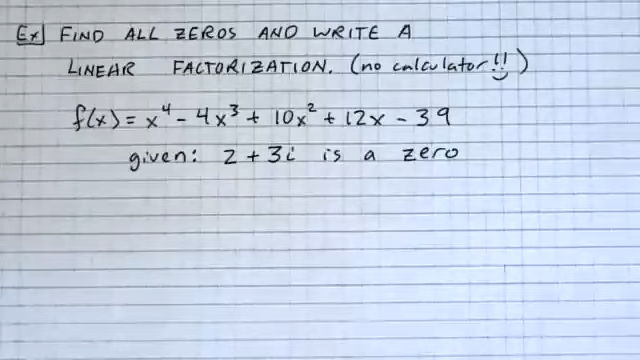 Ex] FIND ALL ZEROS AND WRITE A
LINEAR FACTORIZATION. (no calculator!!)
f(x) = x⁴ - 4x³ + 10x² + 12x - 39
given: 2 + 3i is a zero